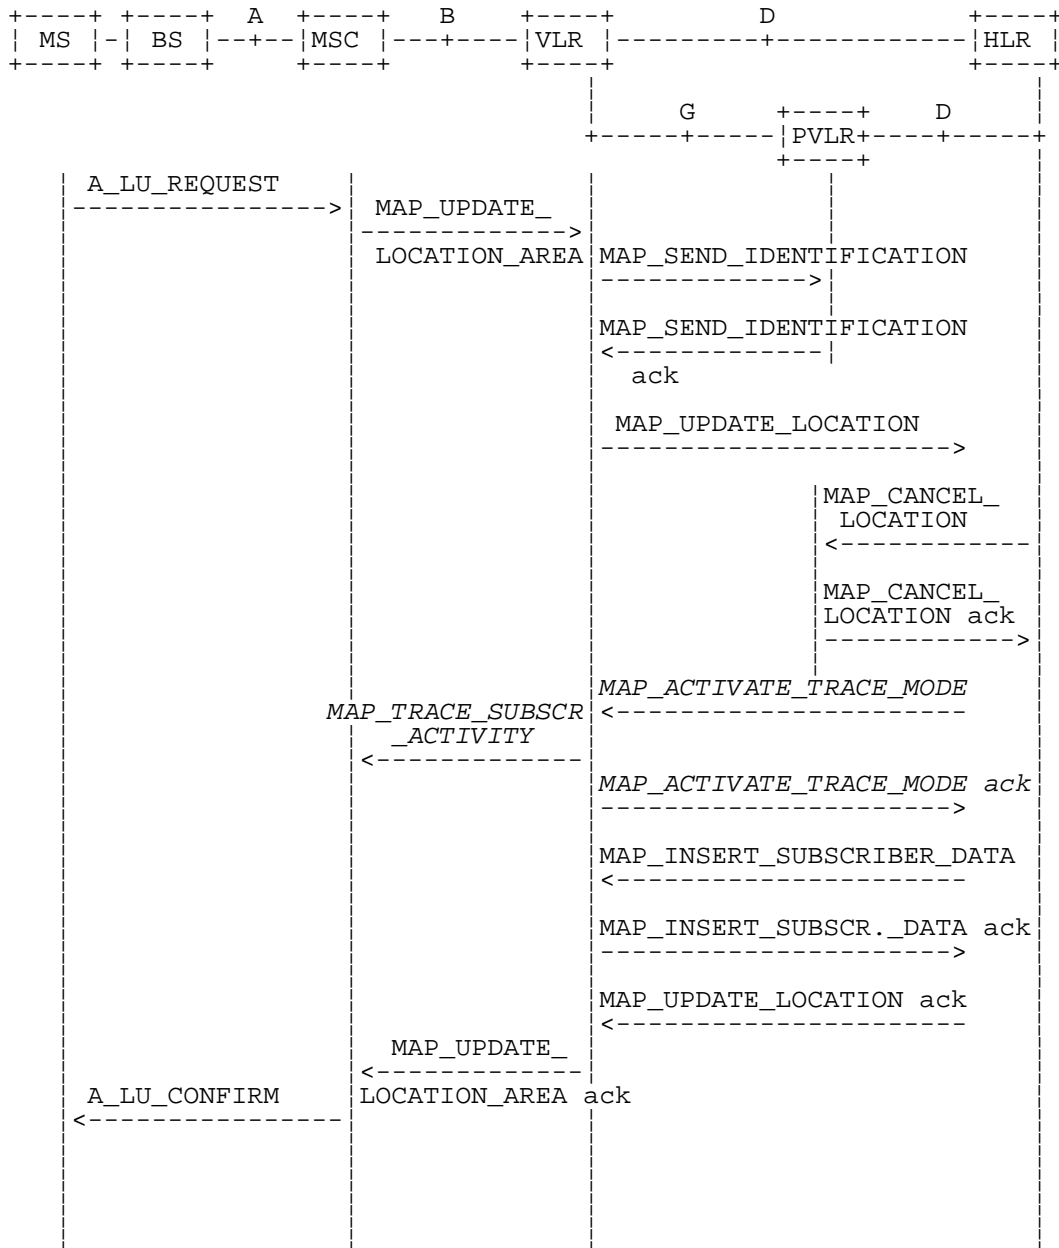 A B D
MS BS MSC VLR HLR
G D
PVLR
A_LU_REQUEST
MAP_UPDATE_
LOCATION_AREA MAP_SEND_IDENTIFICATION
MAP_SEND_IDENTIFICATION
ack
MAP_UPDATE_LOCATION
MAP_CANCEL_
LOCATION
MAP_CANCEL_
LOCATION ack
MAP_ACTIVATE_TRACE_MODE
MAP_TRACE_SUBSCR
_ACTIVITY
MAP_ACTIVATE_TRACE_MODE ack
MAP_INSERT_SUBSCRIBER_DATA
MAP_INSERT_SUBSCR._DATA ack
MAP_UPDATE_LOCATION ack
MAP_UPDATE_
A_LU_CONFIRM LOCATION_AREA ack